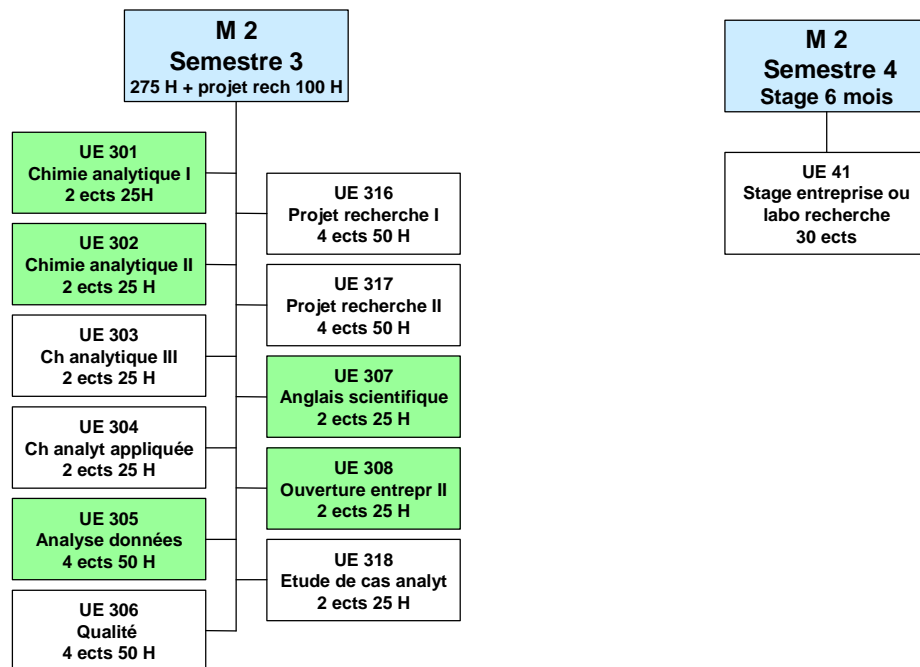 M 2
Semestre 3
275 H + projet rech 100 H
UE 301
Chimie analytique I
2 ects 25H
UE 302
Chimie analytique II
2 ects 25 H
UE 303
Ch analytique III
2 ects 25 H
UE 304
Ch analyt appliquée
2 ects 25 H
UE 305
Analyse données
4 ects 50 H
UE 306
Qualité
4 ects 50 H
UE 316
Projet recherche I
4 ects 50 H
UE 317
Projet recherche II
4 ects 50 H
UE 307
Anglais scientifique
2 ects 25 H
UE 308
Ouverture entrepr II
2 ects 25 H
UE 318
Etude de cas analyt
2 ects 25 H
M 2
Semestre 4
Stage 6 mois
UE 41
Stage entreprise ou
labo recherche
30 ects